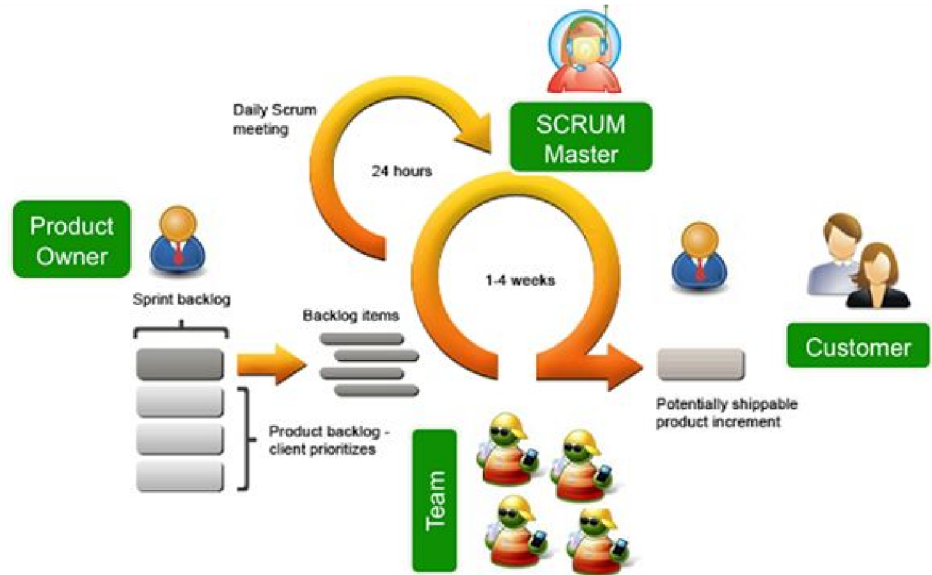 SCRUM
Master
Daily Scrum
meeting
24 hours
Product
Owner
1-4 weeks
Sprint backlog
Backlog items
Customer
Potentially shippable
product increment
Product backlog -
client prioritizes
Team